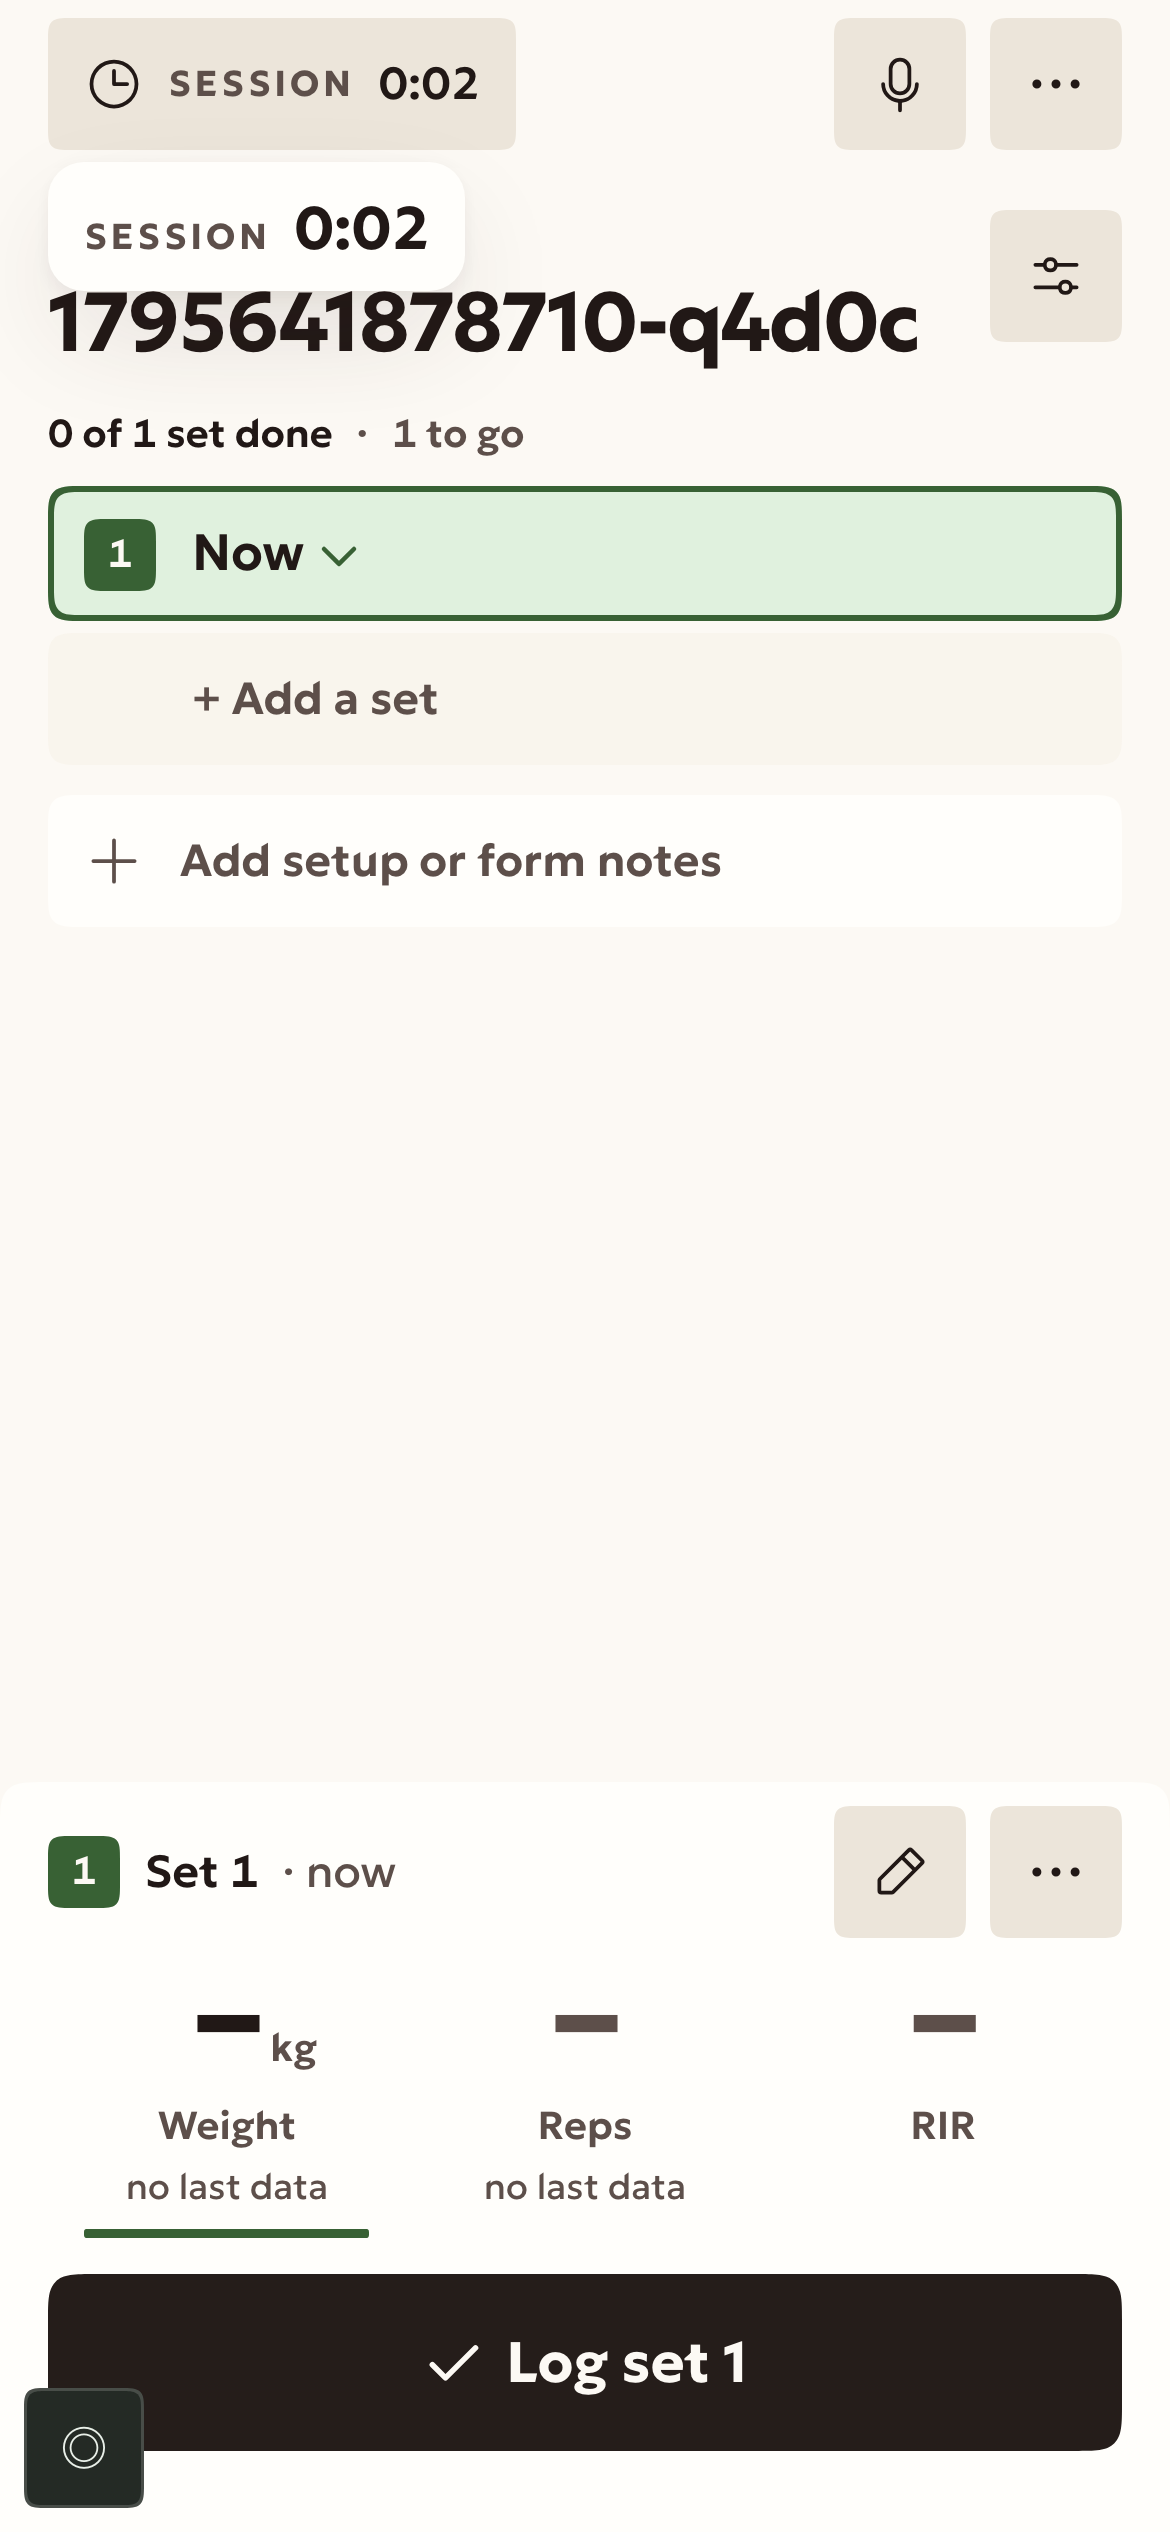 SESSION 0:02
SESSION 0:02
1795641878710-q4d0c
0 of 1 set done · 1 to go
1 Now
+ Add a set
Add setup or form notes
1 Set 1 · now
– kg – –
Weight Reps RIR
no last data no last data
Log set 1